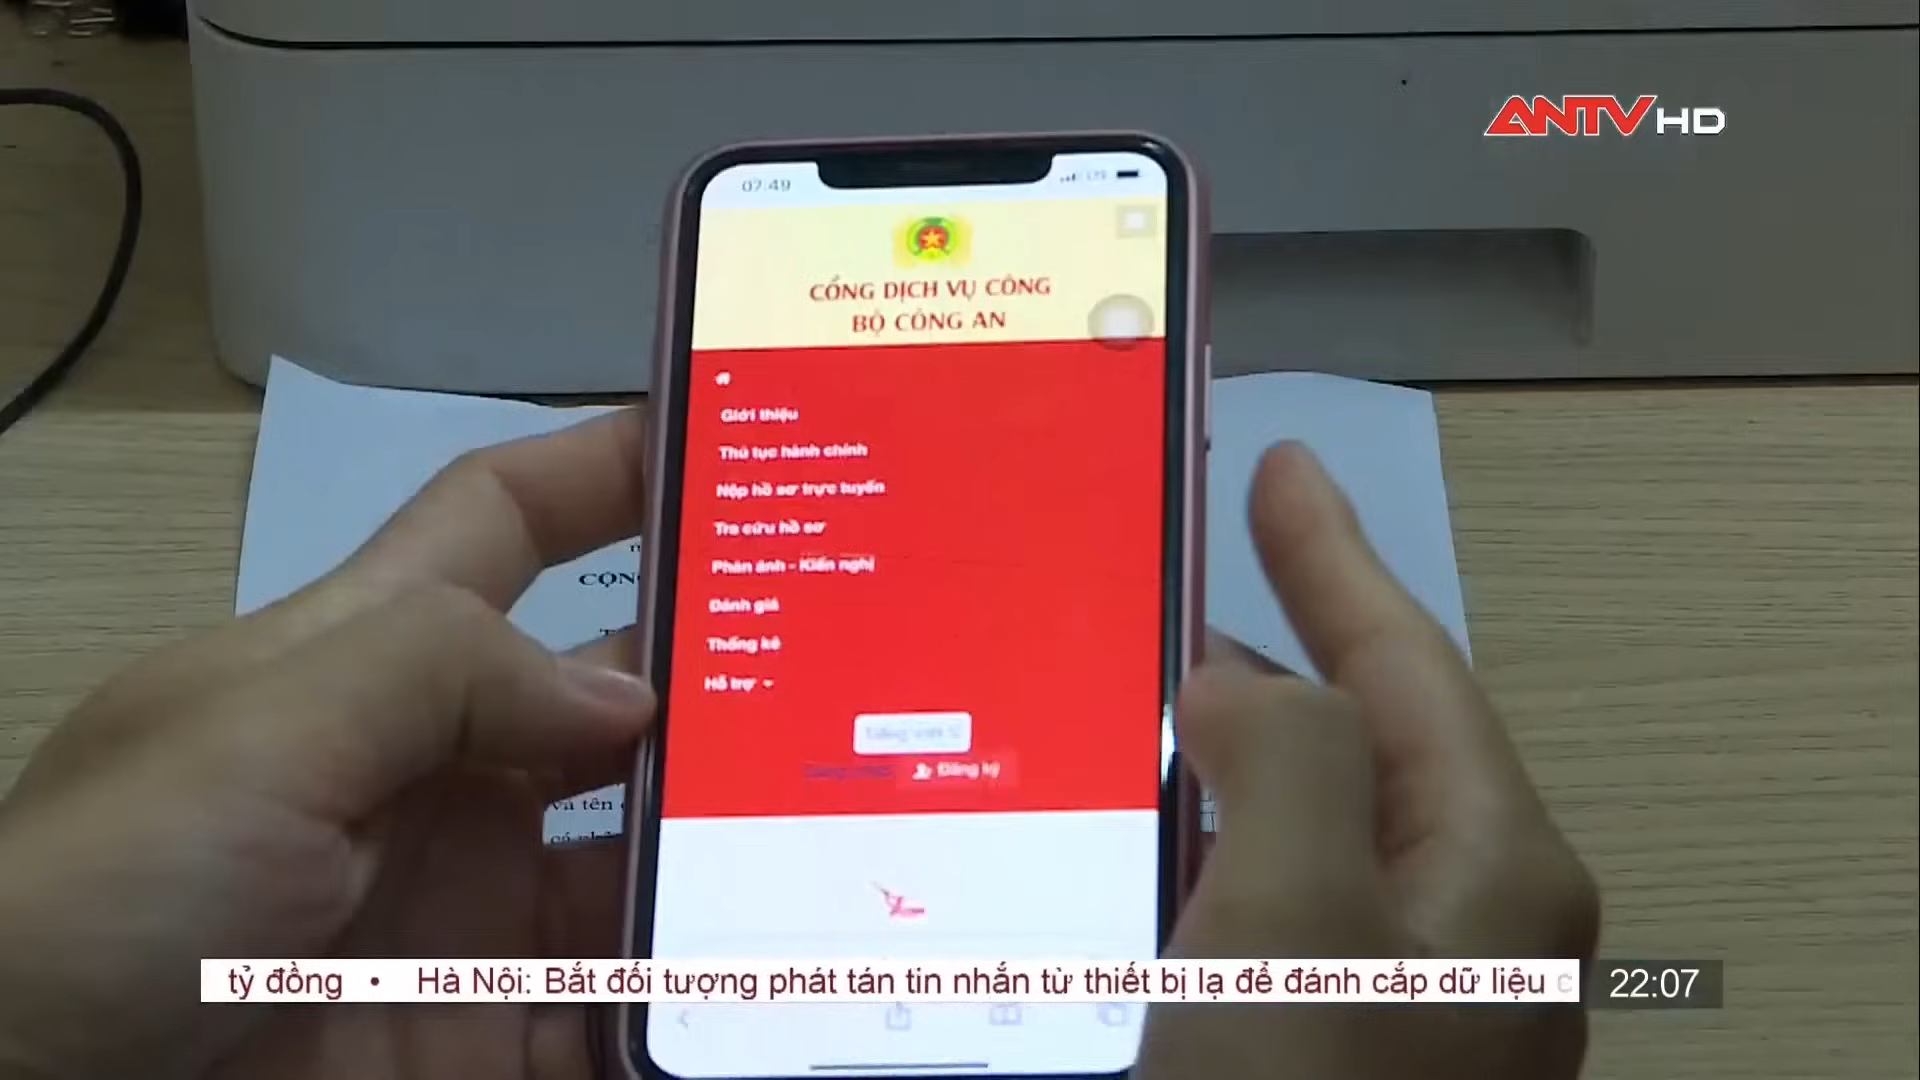 ANTV HD
07:49
CỔNG DỊCH VỤ CÔNG
BỘ CÔNG AN
Giới thiệu
Thủ tục hành chính
Nộp hồ sơ trực tuyến
Tra cứu hồ sơ
Phản ánh - Kiến nghị
Đánh giá
Thống kê
Hỗ trợ
Đăng ký
và tên
tỷ đồng • Hà Nội: Bắt đối tượng phát tán tin nhắn từ thiết bị lạ để đánh cắp dữ liệu
22:07